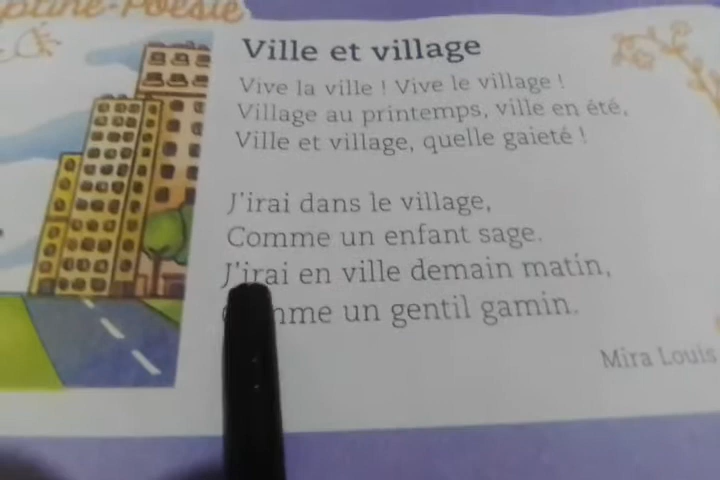 Poésie
Ville et village
Vive la ville ! Vive le village !
Village au printemps, ville en été,
Ville et village, quelle gaieté !
J'irai dans le village,
Comme un enfant sage.
J'irai en ville demain matin,
un gentil gamin.
Mira Louis